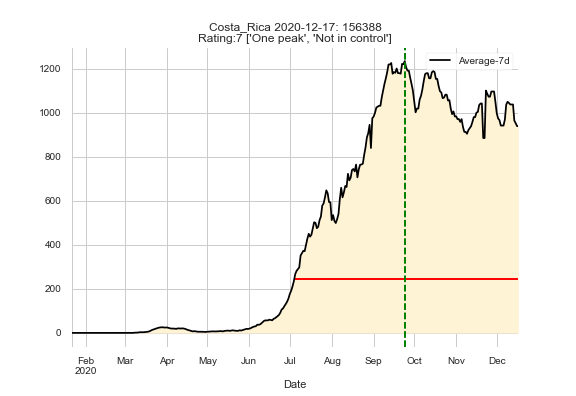 Costa_Rica 2020-12-17: 156388
Rating:7 ['One peak', 'Not in control']
Average-7d
1200
1000
800
600
400
200
0
Feb Mar Apr May Jun Jul Aug Sep Oct Nov Dec
2020
Date